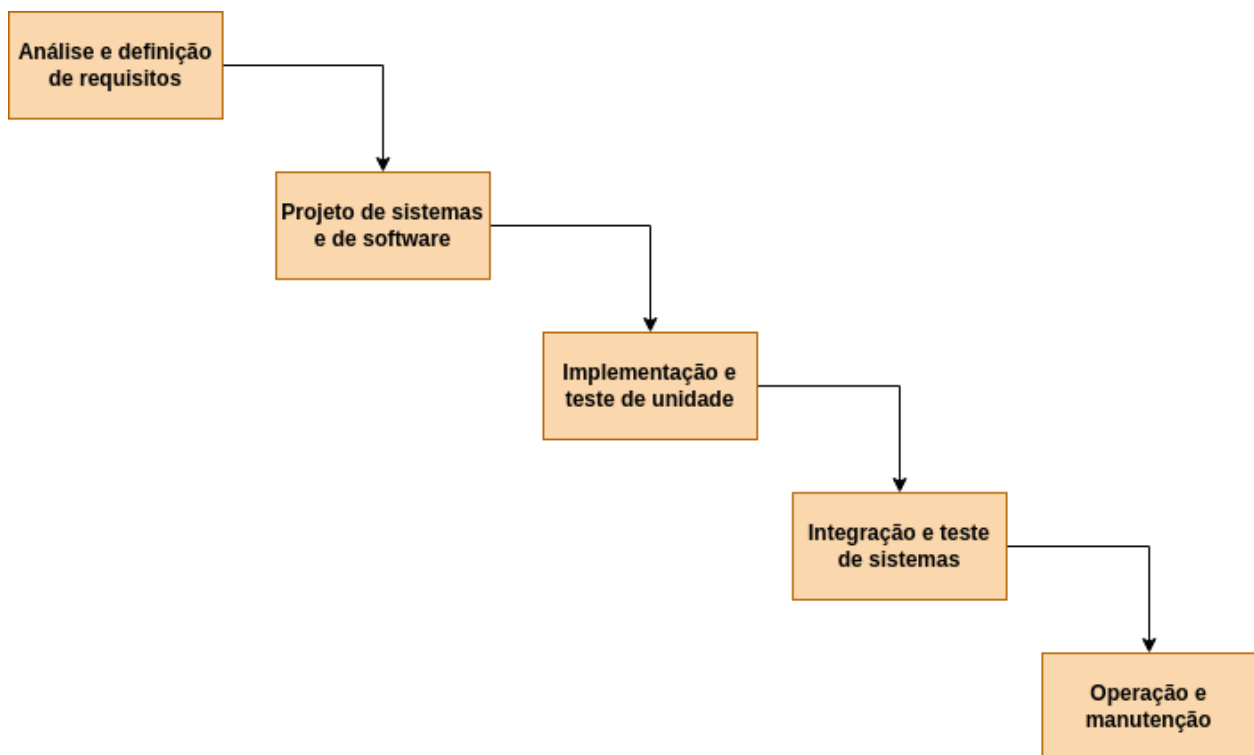 Análise e definição
de requisitos
Projeto de sistemas
e de software
Implementação e
teste de unidade
Integração e teste
de sistemas
Operação e
manutenção